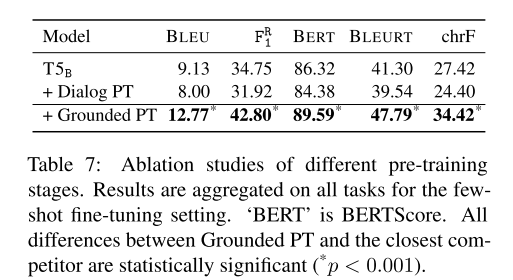 Model BLEU F₁ᴿ BERT BLEURT chrF
T5_B 9.13 34.75 86.32 41.30 27.42
+ Dialog PT 8.00 31.92 84.38 39.54 24.40
+ Grounded PT 12.77* 42.80* 89.59* 47.79* 34.42*
Table 7: Ablation studies of different pre-training
stages. Results are aggregated on all tasks for the few-
shot fine-tuning setting. ‘BERT’ is BERTScore. All
differences between Grounded PT and the closest com-
petitor are statistically significant (*p < 0.001).